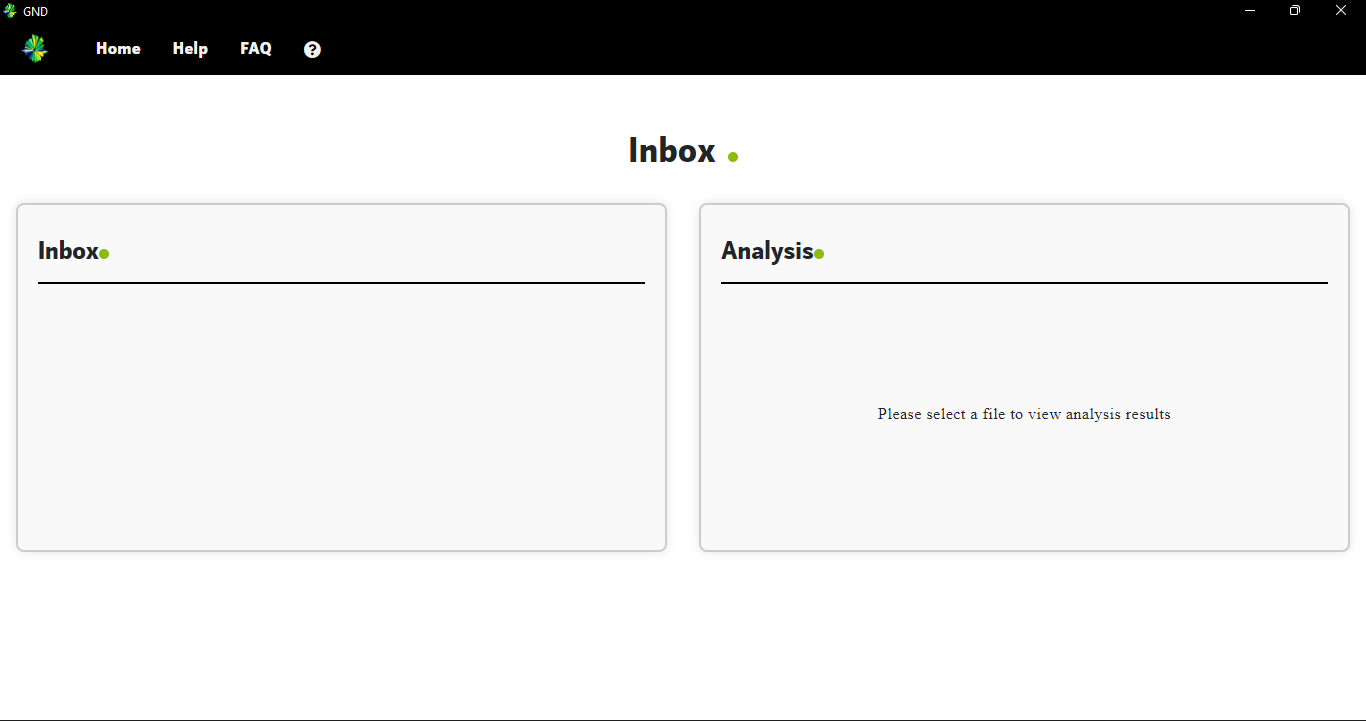 GND
Home Help FAQ ?
Inbox
Inbox
Analysis
Please select a file to view analysis results